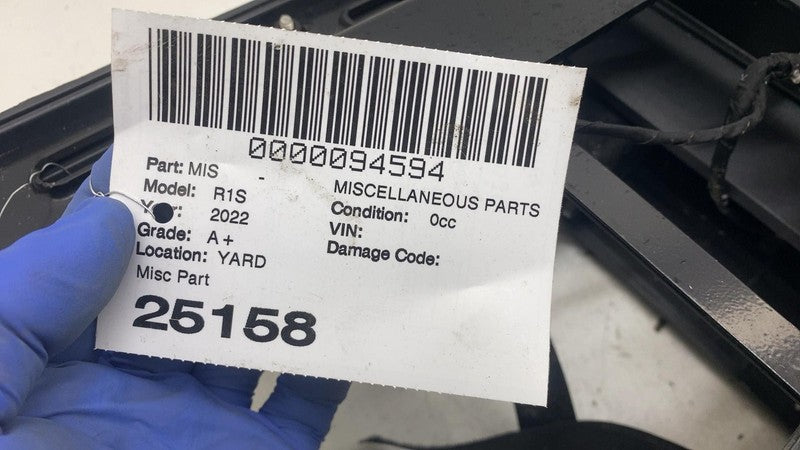 0000094594
Part: MIS -
MISCELLANEOUS PARTS
Model: R1S
Condition: 0cc
2022
VIN:
Grade: A+
Damage Code:
Location: YARD
Misc Part
25158